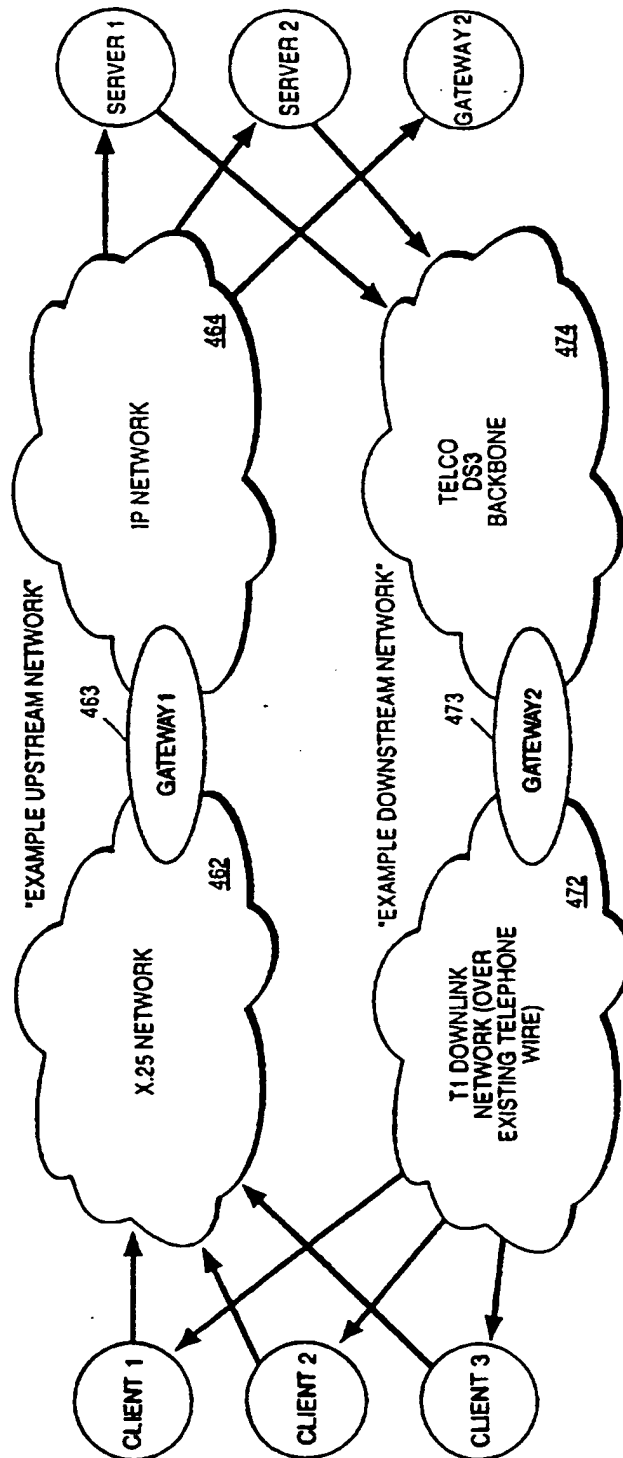 "EXAMPLE UPSTREAM NETWORK"
CLIENT 1
CLIENT 2
CLIENT 3
X.25 NETWORK
462
463
GATEWAY1
IP NETWORK
464
SERVER 1
SERVER 2
GATEWAY 2
"EXAMPLE DOWNSTREAM NETWORK"
T1 DOWNLINK
NETWORK (OVER
EXISTING TELEPHONE
WIRE)
472
473
GATEWAY2
TELCO
DS3
BACKBONE
474